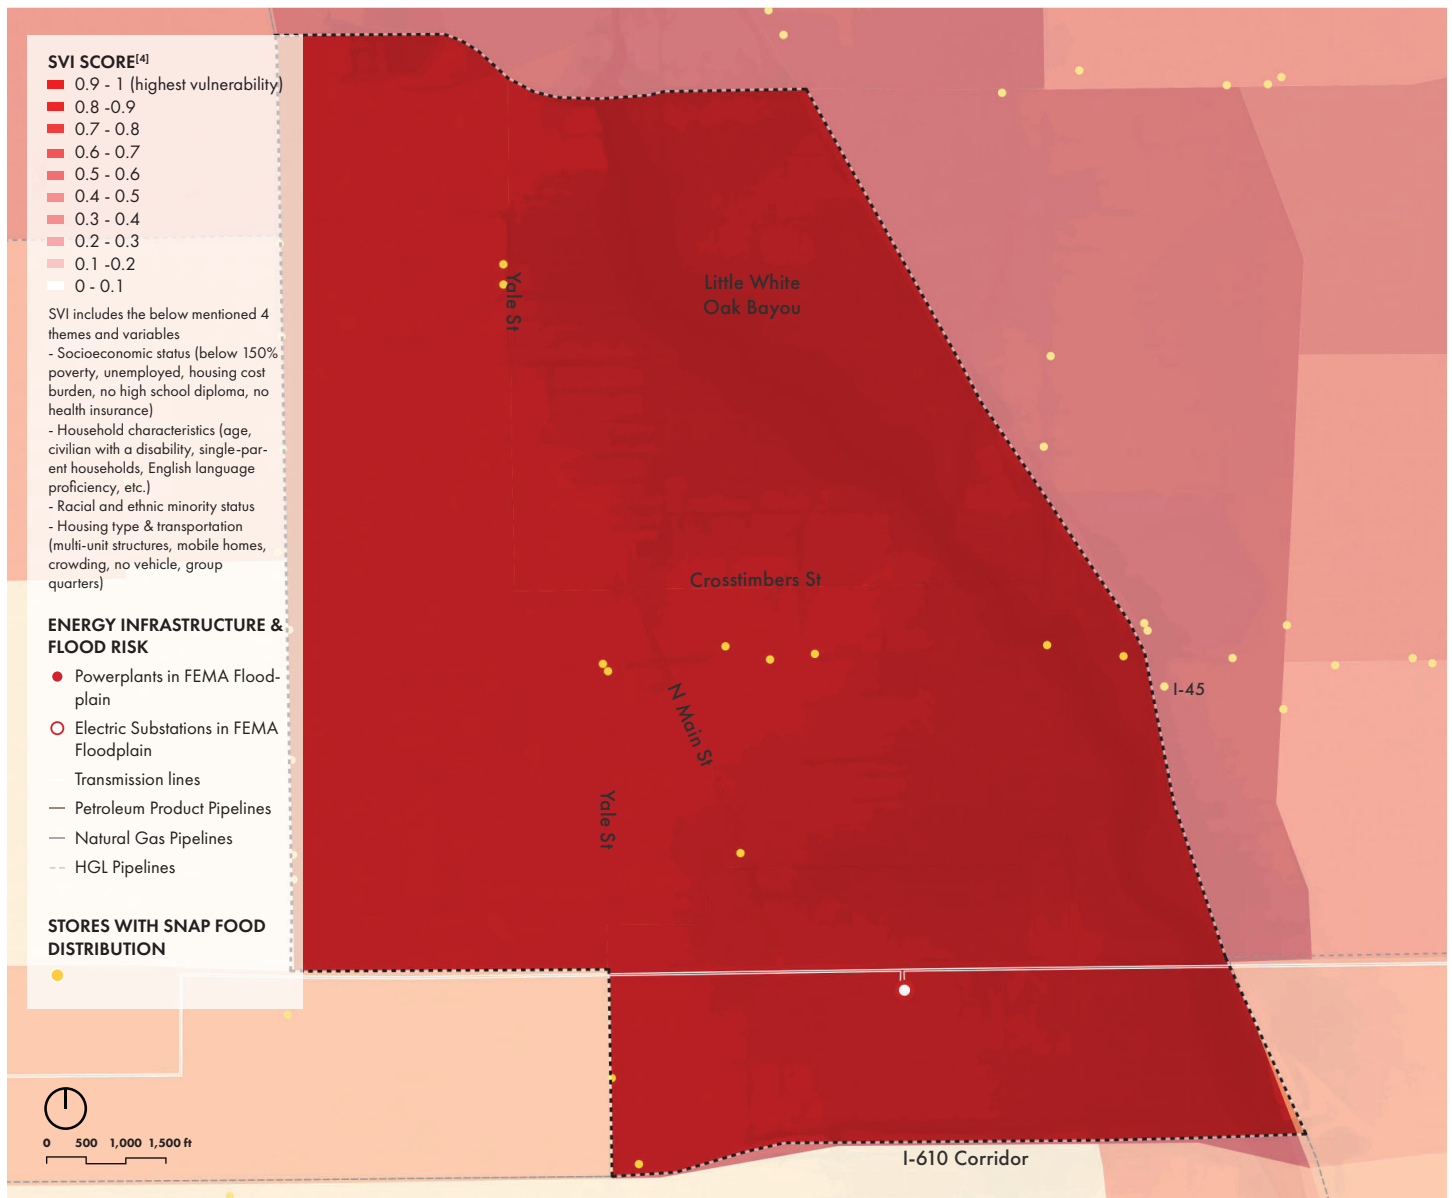 SVI SCORE[4]
0.9 - 1 (highest vulnerability)
0.8 -0.9
0.7 - 0.8
0.6 - 0.7
0.5 - 0.6
0.4 - 0.5
0.3 - 0.4
0.2 - 0.3
0.1 -0.2
0 - 0.1
SVI includes the below mentioned 4
themes and variables
- Socioeconomic status (below 150%
poverty, unemployed, housing cost
burden, no high school diploma, no
health insurance)
- Household characteristics (age,
civilian with a disability, single-par-
ent households, English language
proficiency, etc.)
- Racial and ethnic minority status
- Housing type & transportation
(multi-unit structures, mobile homes,
crowding, no vehicle, group
quarters)
ENERGY INFRASTRUCTURE &
FLOOD RISK
Powerplants in FEMA Flood-
plain
Electric Substations in FEMA
Floodplain
Transmission lines
Petroleum Product Pipelines
Natural Gas Pipelines
HGL Pipelines
STORES WITH SNAP FOOD
DISTRIBUTION
0 500 1,000 1,500 ft
Yale St
Little White
Oak Bayou
Crosstimbers St
N Main St
I-45
Yale St
I-610 Corridor